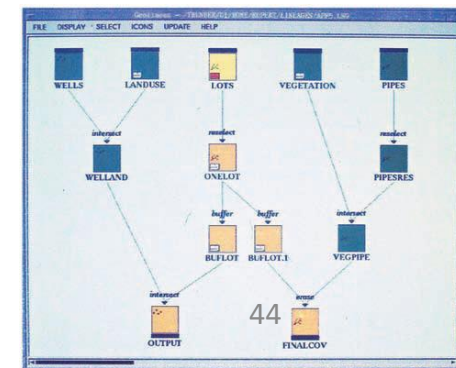 FILE DISPLAY SELECT ICONS UPDATE HELP
WELLS LANDUSE LOTS VEGETATION PIPES
intersect reselect reselect
WELLAND ONELOT PIPESRES
buffer buffer intersect
BUFLOT BUFLOT.1 VEGPIPE
intersect erase
44
OUTPUT FINALCOV